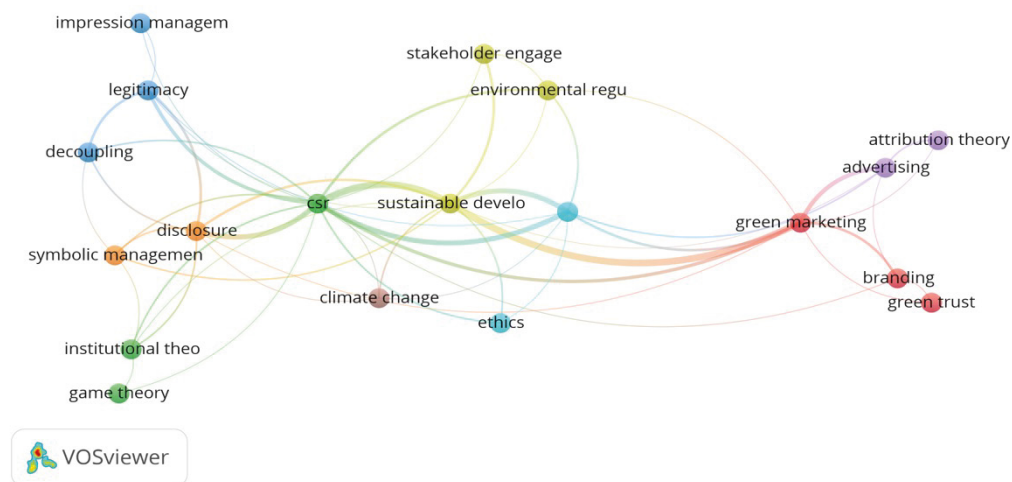 impression managem
stakeholder engage
legitimacy
environmental regu
attribution theory
decoupling
advertising
csr
sustainable develo
green marketing
disclosure
symbolic managemen
branding
climate change
green trust
ethics
institutional theo
game theory
VOSviewer